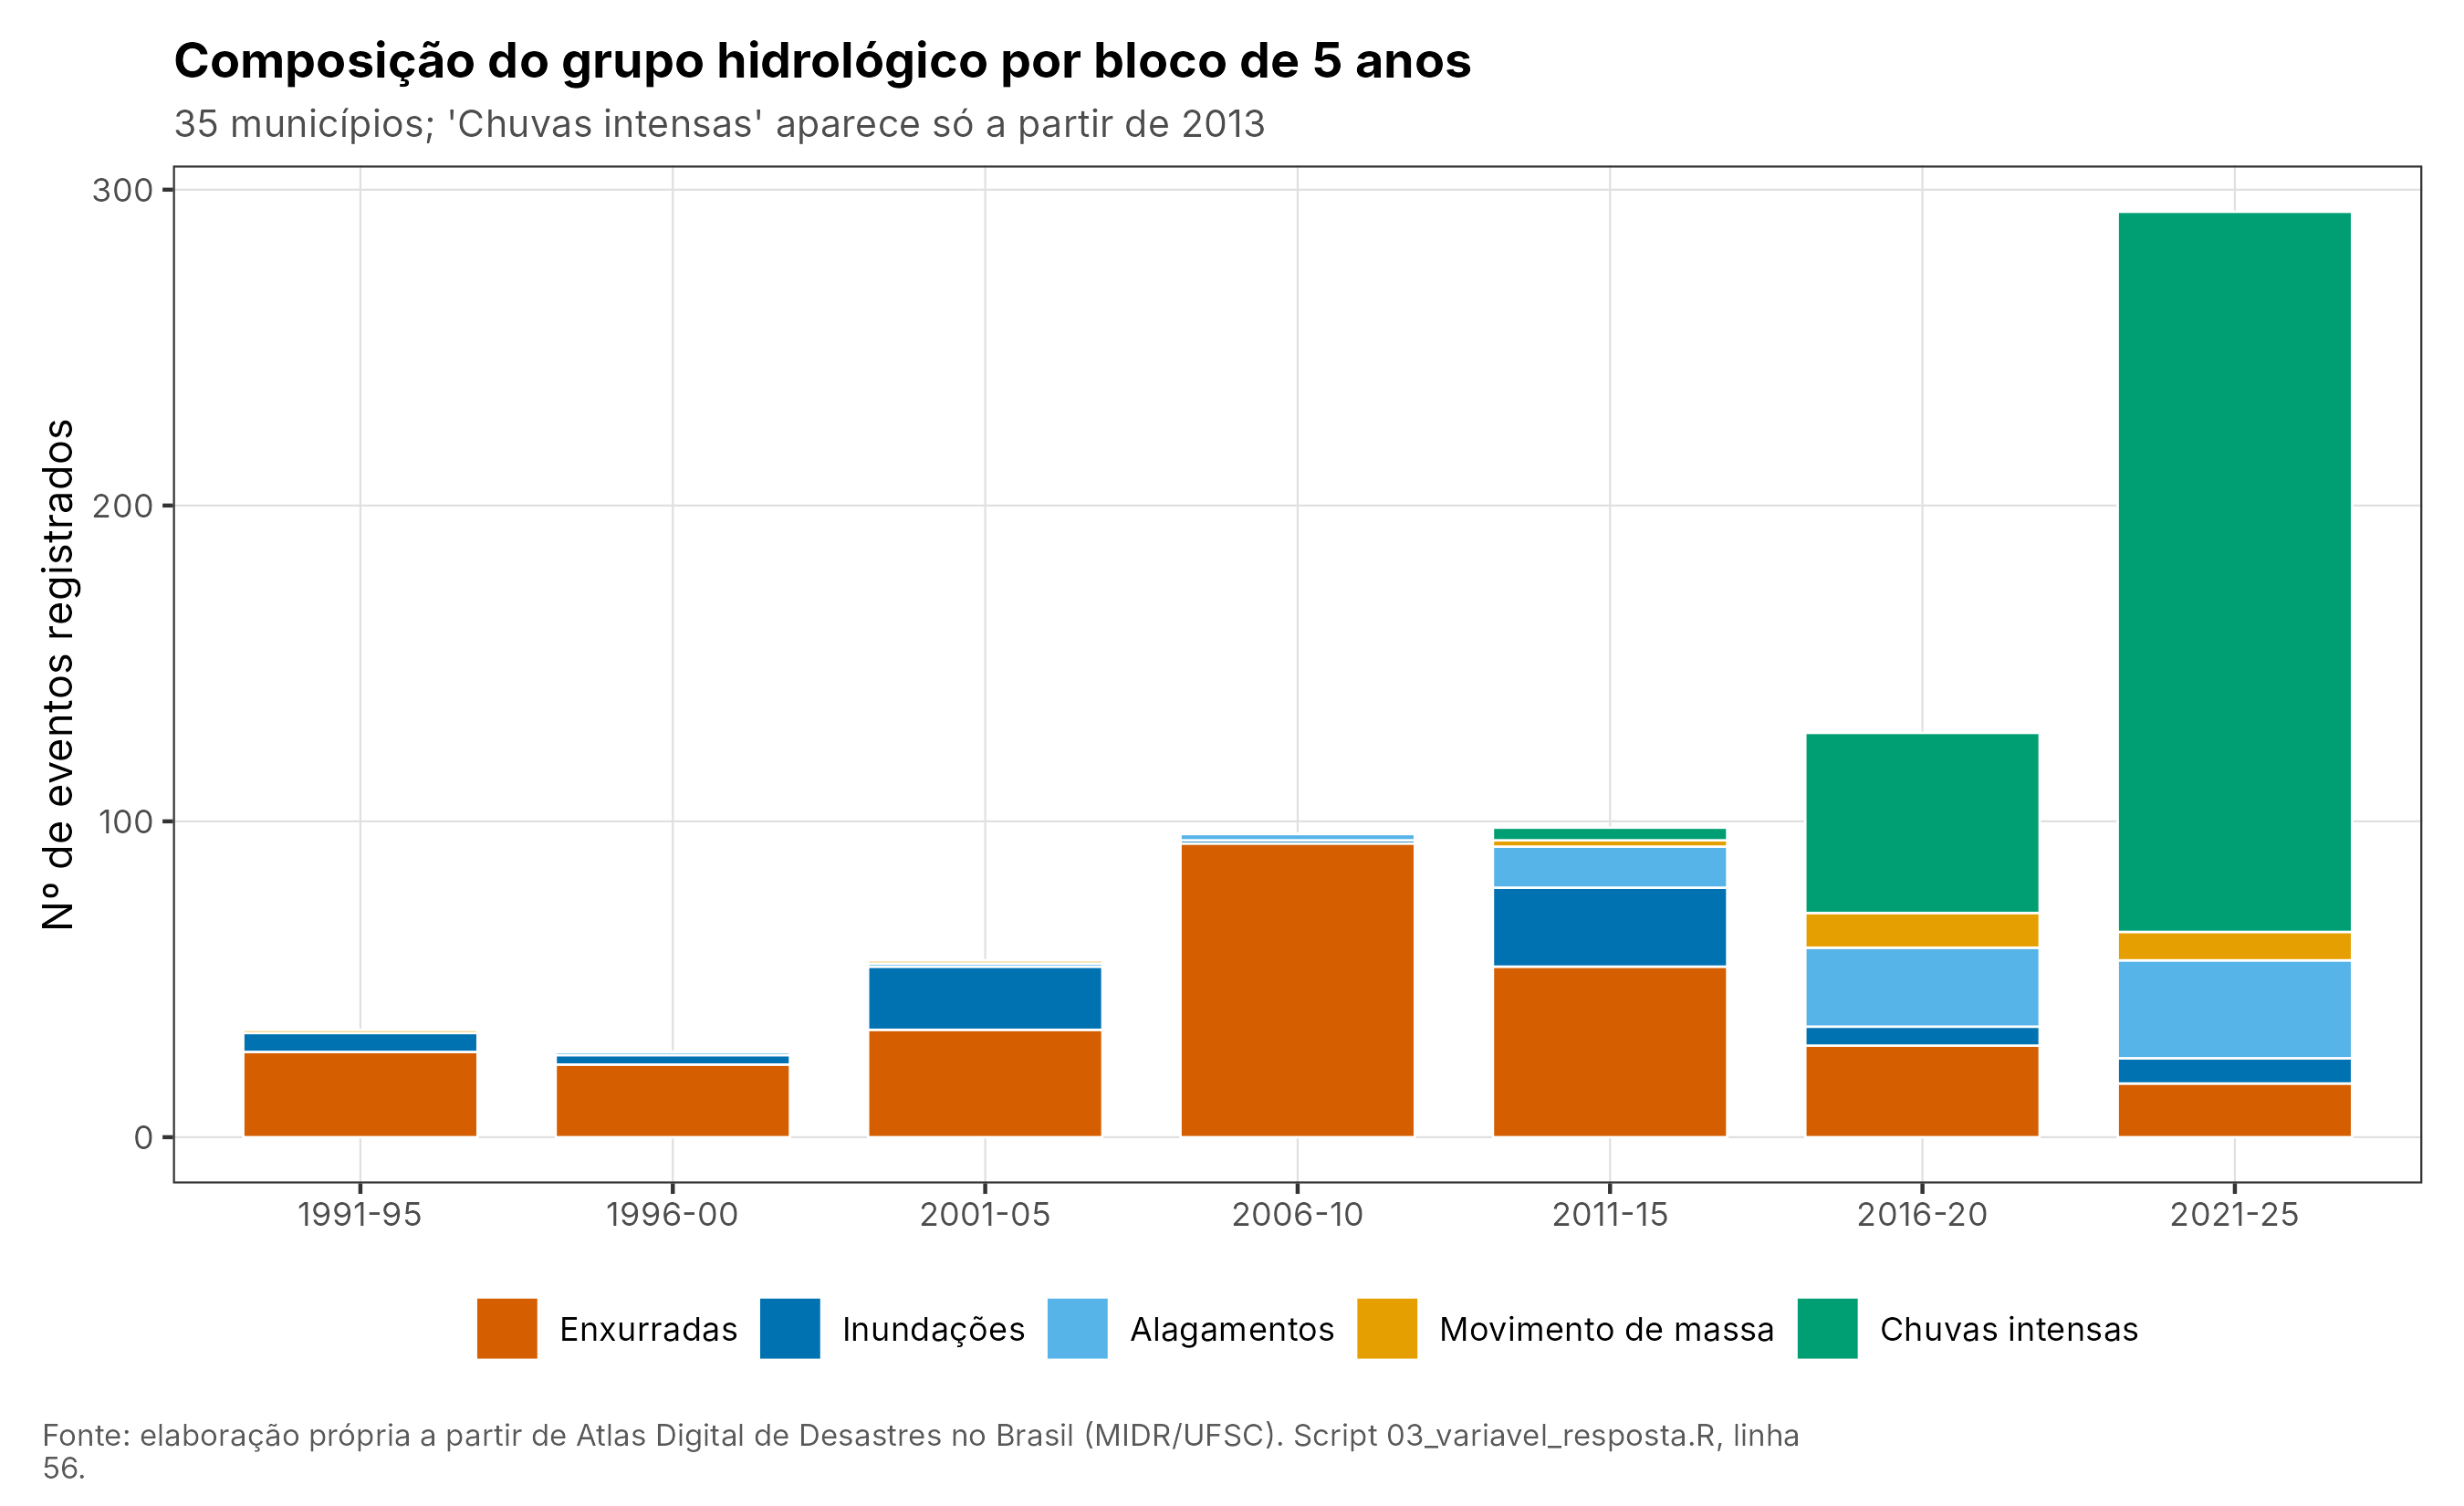 Composição do grupo hidrológico por bloco de 5 anos
35 municípios; 'Chuvas intensas' aparece só a partir de 2013
Nº de eventos registrados
300
200
100
0
1991-95
1996-00
2001-05
2006-10
2011-15
2016-20
2021-25
Enxurradas
Inundações
Alagamentos
Movimento de massa
Chuvas intensas
Fonte: elaboração própria a partir de Atlas Digital de Desastres no Brasil (MIDR/UFSC). Script 03_variavel_resposta.R, linha
56.